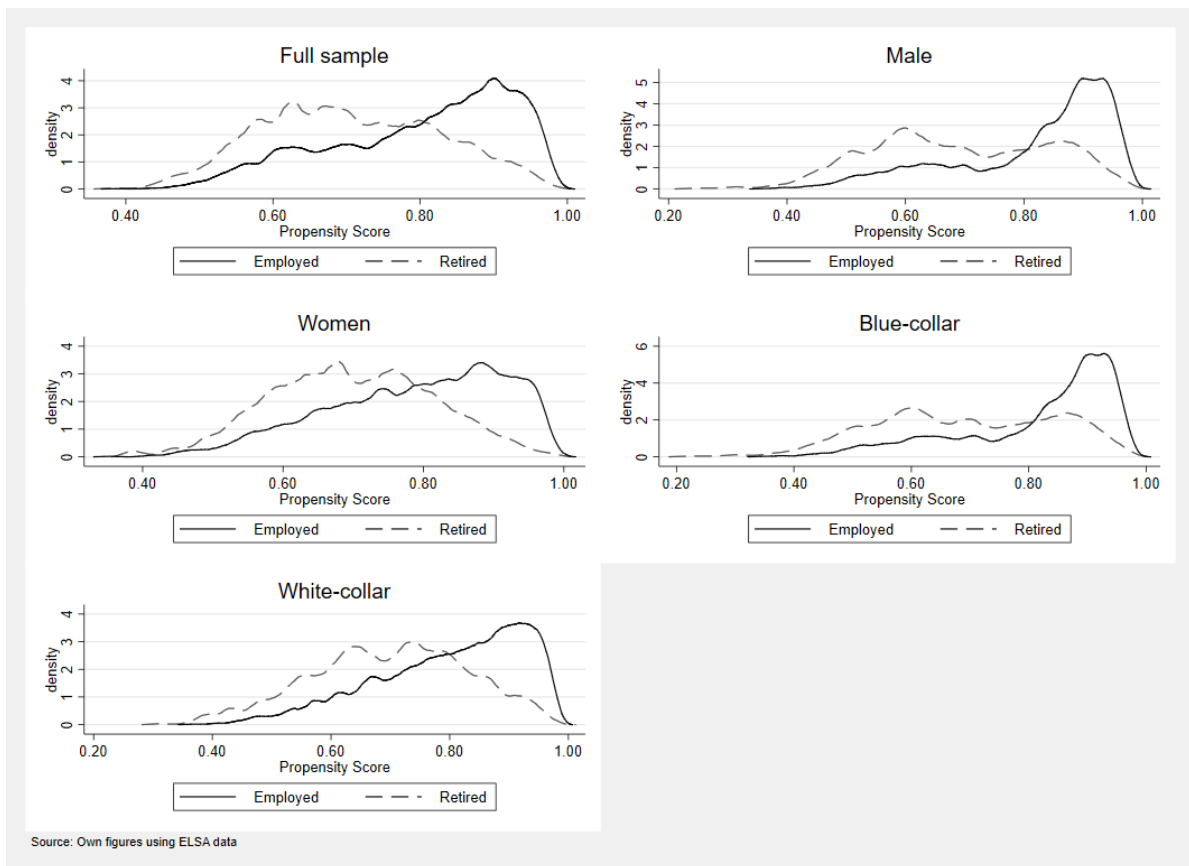 Full sample
density
0 1 2 3 4
0.40 0.60 0.80 1.00
Propensity Score
Employed Retired
Male
density
0 1 2 3 4 5
0.20 0.40 0.60 0.80 1.00
Propensity Score
Employed Retired
Women
density
0 1 2 3 4
0.40 0.60 0.80 1.00
Propensity Score
Employed Retired
Blue-collar
density
0 2 4 6
0.20 0.40 0.60 0.80 1.00
Propensity Score
Employed Retired
White-collar
density
0 1 2 3 4
0.20 0.40 0.60 0.80 1.00
Propensity Score
Employed Retired
Source: Own figures using ELSA data